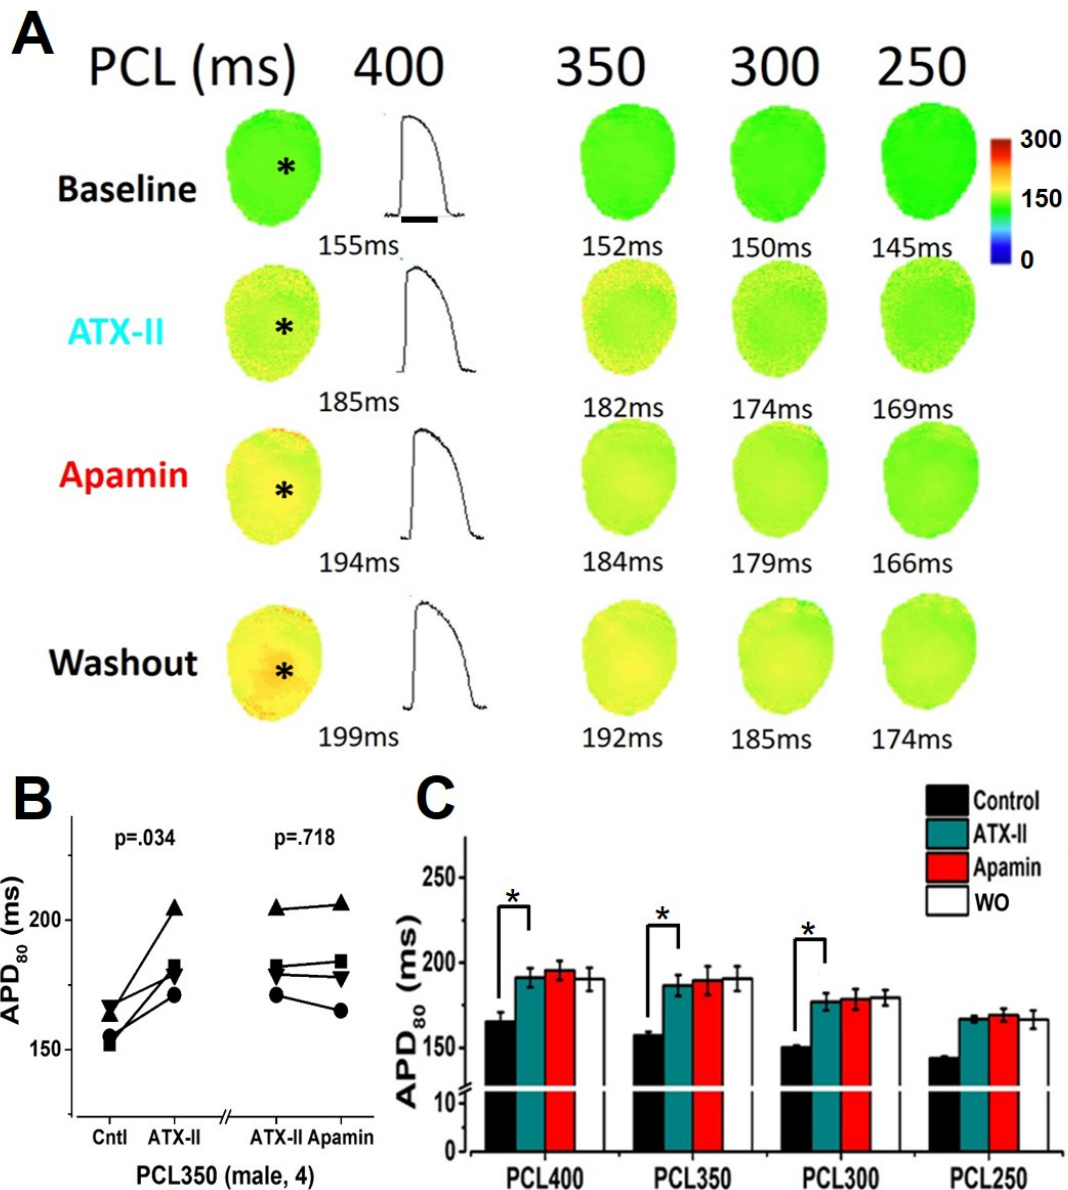 A
PCL (ms) 400 350 300 250
Baseline
*
300
150
0
155ms 152ms 150ms 145ms
ATX-II
*
185ms 182ms 174ms 169ms
Apamin
*
194ms 184ms 179ms 166ms
Washout
*
199ms 192ms 185ms 174ms
B
APD80 (ms)
p=.034 p=.718
200
150
Cntl ATX-II ATX-II Apamin
PCL350 (male, 4)
C
Control
ATX-II
Apamin
WO
APD80 (ms)
250
200
150
10
0
* * *
PCL400 PCL350 PCL300 PCL250